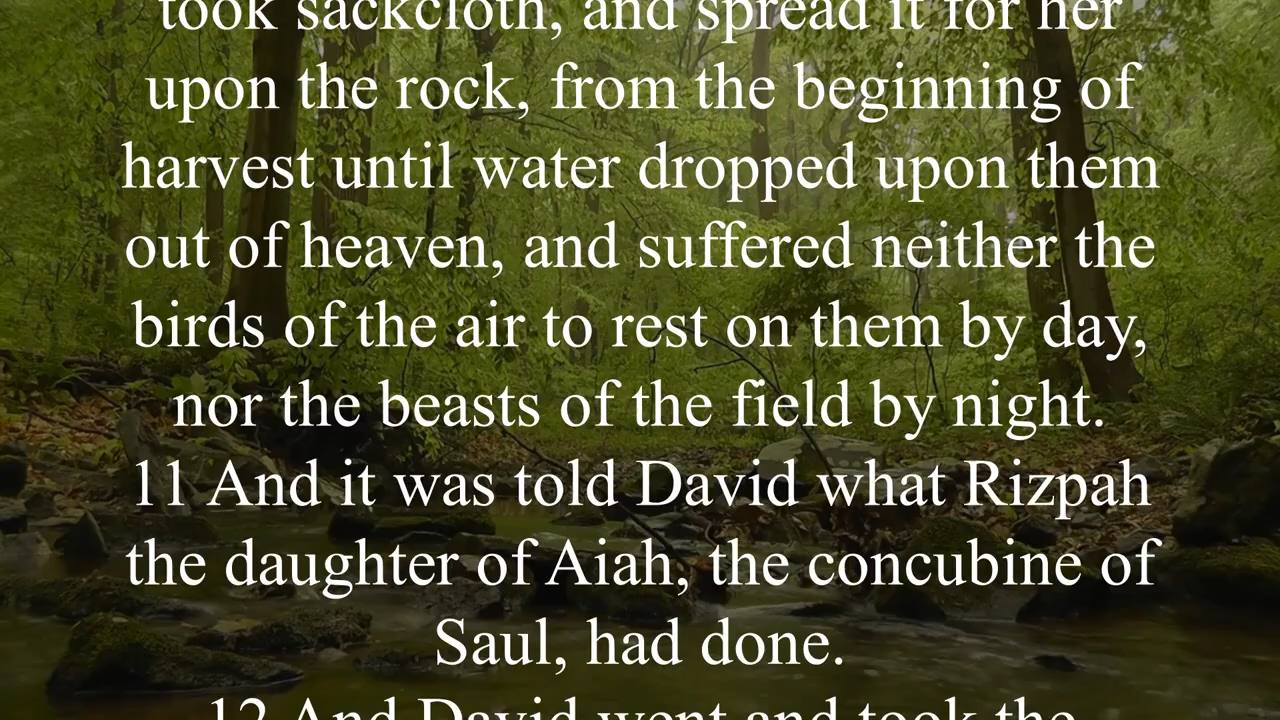 took sackcloth, and spread it for her
upon the rock, from the beginning of
harvest until water dropped upon them
out of heaven, and suffered neither the
birds of the air to rest on them by day,
nor the beasts of the field by night.
11 And it was told David what Rizpah
the daughter of Aiah, the concubine of
Saul, had done.
12 And David went and took the